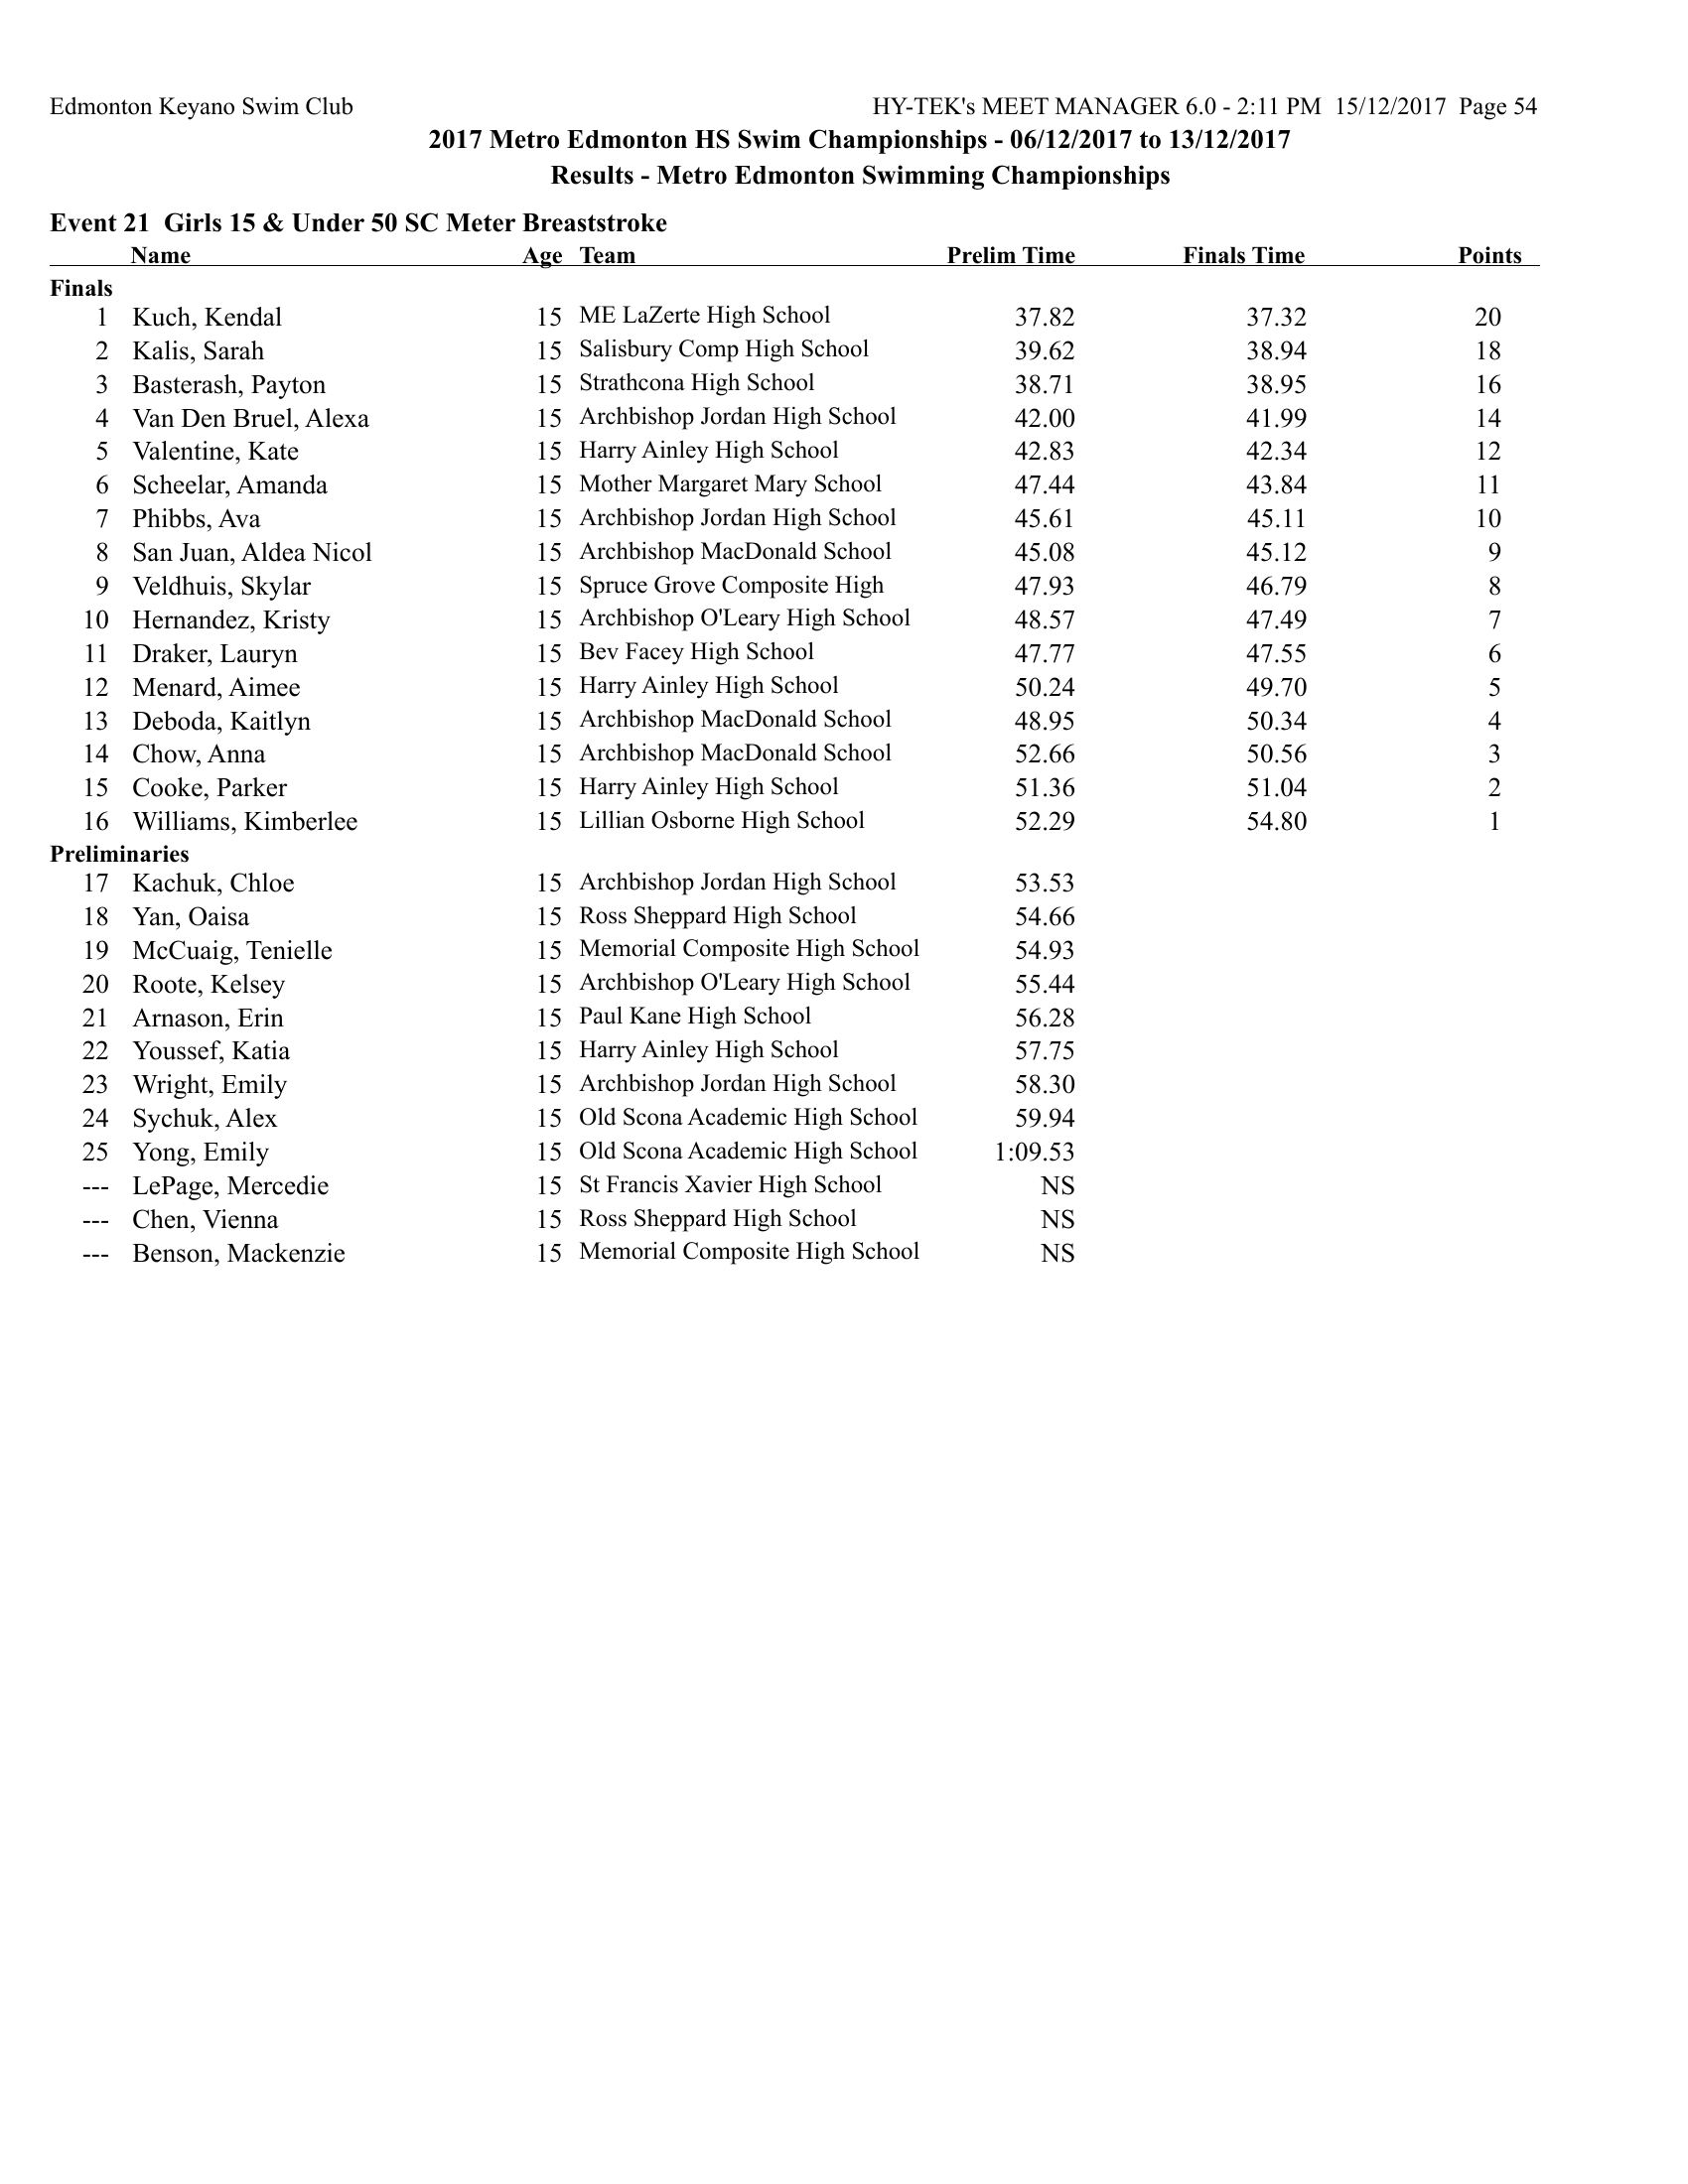 Edmonton Keyano Swim Club HY-TEK's MEET MANAGER 6.0 - 2:11 PM 15/12/2017 Page 54
2017 Metro Edmonton HS Swim Championships - 06/12/2017 to 13/12/2017
Results - Metro Edmonton Swimming Championships
Event 21 Girls 15 & Under 50 SC Meter Breaststroke
Name Age Team Prelim Time Finals Time Points
Finals
1 Kuch, Kendal 15 ME LaZerte High School 37.82 37.32 20
2 Kalis, Sarah 15 Salisbury Comp High School 39.62 38.94 18
3 Basterash, Payton 15 Strathcona High School 38.71 38.95 16
4 Van Den Bruel, Alexa 15 Archbishop Jordan High School 42.00 41.99 14
5 Valentine, Kate 15 Harry Ainley High School 42.83 42.34 12
6 Scheelar, Amanda 15 Mother Margaret Mary School 47.44 43.84 11
7 Phibbs, Ava 15 Archbishop Jordan High School 45.61 45.11 10
8 San Juan, Aldea Nicol 15 Archbishop MacDonald School 45.08 45.12 9
9 Veldhuis, Skylar 15 Spruce Grove Composite High 47.93 46.79 8
10 Hernandez, Kristy 15 Archbishop O'Leary High School 48.57 47.49 7
11 Draker, Lauryn 15 Bev Facey High School 47.77 47.55 6
12 Menard, Aimee 15 Harry Ainley High School 50.24 49.70 5
13 Deboda, Kaitlyn 15 Archbishop MacDonald School 48.95 50.34 4
14 Chow, Anna 15 Archbishop MacDonald School 52.66 50.56 3
15 Cooke, Parker 15 Harry Ainley High School 51.36 51.04 2
16 Williams, Kimberlee 15 Lillian Osborne High School 52.29 54.80 1
Preliminaries
17 Kachuk, Chloe 15 Archbishop Jordan High School 53.53
18 Yan, Oaisa 15 Ross Sheppard High School 54.66
19 McCuaig, Tenielle 15 Memorial Composite High School 54.93
20 Roote, Kelsey 15 Archbishop O'Leary High School 55.44
21 Arnason, Erin 15 Paul Kane High School 56.28
22 Youssef, Katia 15 Harry Ainley High School 57.75
23 Wright, Emily 15 Archbishop Jordan High School 58.30
24 Sychuk, Alex 15 Old Scona Academic High School 59.94
25 Yong, Emily 15 Old Scona Academic High School 1:09.53
--- LePage, Mercedie 15 St Francis Xavier High School NS
--- Chen, Vienna 15 Ross Sheppard High School NS
--- Benson, Mackenzie 15 Memorial Composite High School NS